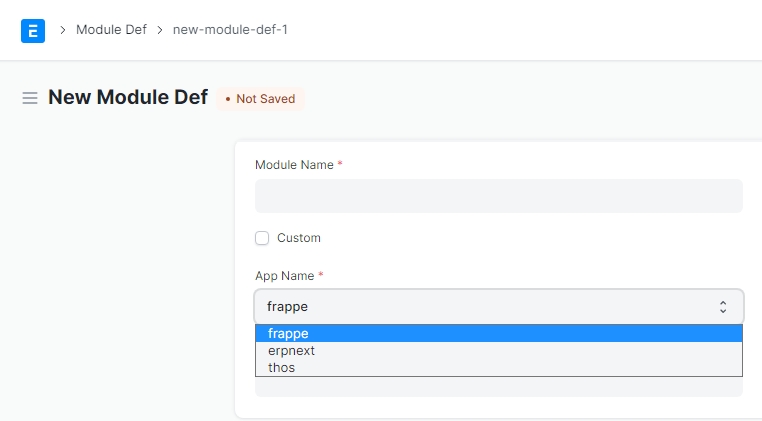 E
Module Def
new-module-def-1
New Module Def
• Not Saved
Module Name *
Custom
App Name *
frappe
frappe
erpnext
thos